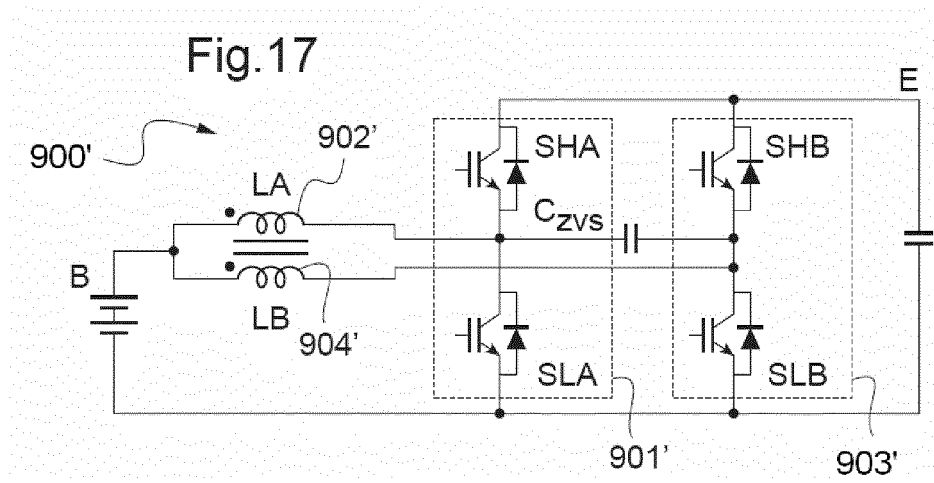 Fig.17
E
900'
902'
SHA
SHB
LA
CZVS
B
LB
904'
SLA
SLB
901'
903'